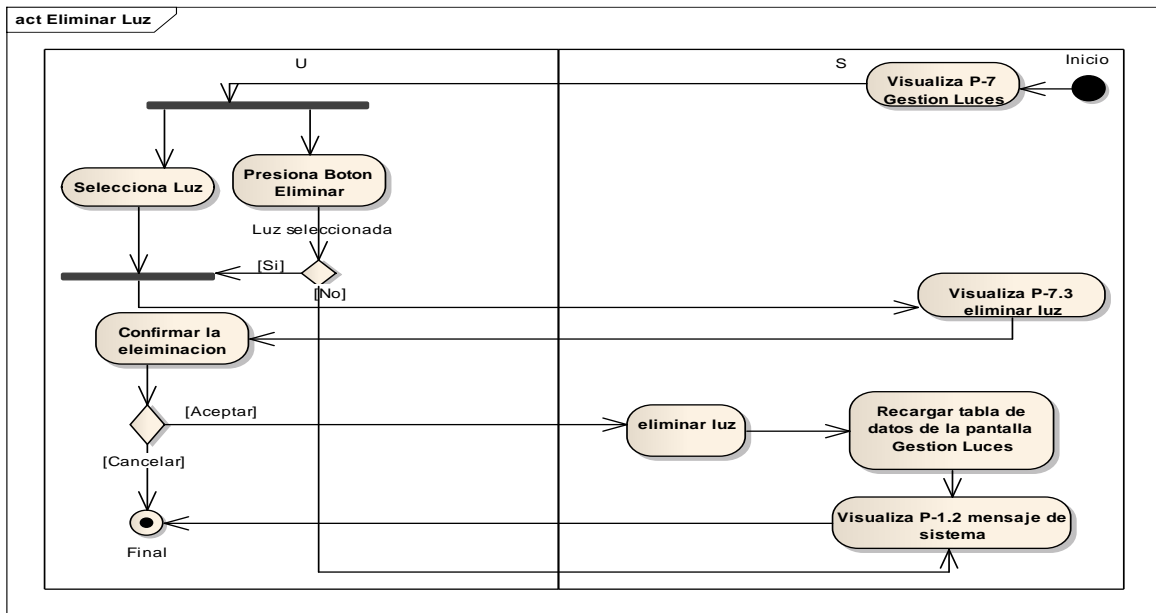 act Eliminar Luz
U
S
Inicio
Visualiza P-7
Gestion Luces
Selecciona Luz
Presiona Boton
Eliminar
Luz seleccionada
[Si]
[No]
Visualiza P-7.3
eliminar luz
Confirmar la
eleiminacion
[Aceptar]
eliminar luz
Recargar tabla de
datos de la pantalla
Gestion Luces
[Cancelar]
Visualiza P-1.2 mensaje de
sistema
Final